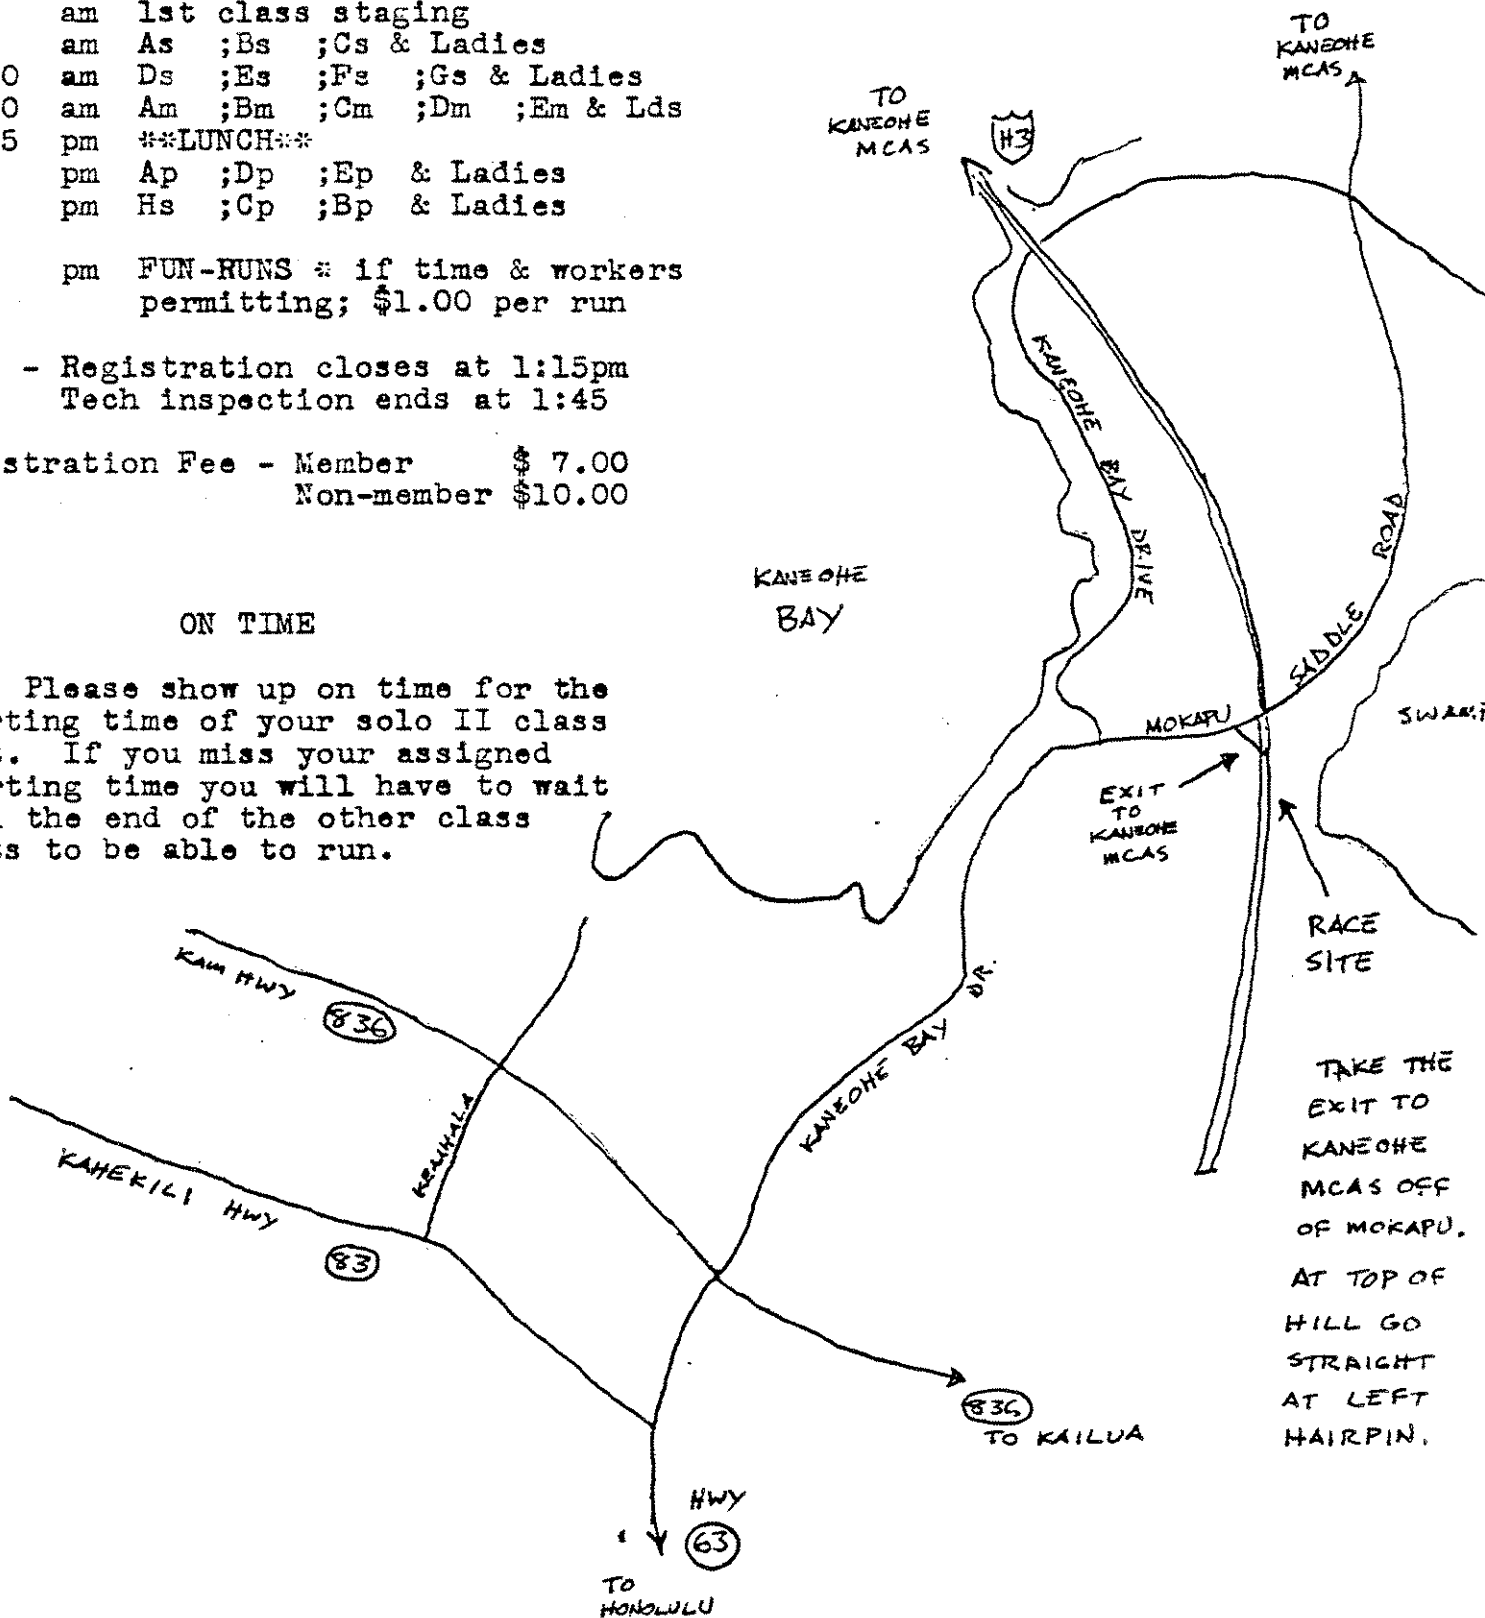 am 1st class staging
am As ;Bs ;Cs & Ladies
0 am Ds ;Es ;Fs ;Gs & Ladies
0 am Am ;Bm ;Cm ;Dm ;Em & Lds
5 pm **LUNCH**
pm Ap ;Dp ;Ep & Ladies
pm Hs ;Cp ;Bp & Ladies
pm FUN-RUNS * if time & workers
permitting; $1.00 per run
- Registration closes at 1:15pm
Tech inspection ends at 1:45
stration Fee - Member $ 7.00
Non-member $10.00
ON TIME
Please show up on time for the
rting time of your solo II class
. If you miss your assigned
rting time you will have to wait
the end of the other class
s to be able to run.
TO
KANEOHE
MCAS
TO
KANEOHE
MCAS
H3
KANEOHE BAY DRIVE
SADDLE ROAD
KANEOHE
BAY
MOKAPU
SWAMP
EXIT
TO
KANEOHE
MCAS
RACE
SITE
KAM HWY
836
KEAHALA
KANEOHE BAY DR.
KAHEKILI HWY
83
TAKE THE
EXIT TO
KANEOHE
MCAS OFF
OF MOKAPU.
AT TOP OF
HILL GO
STRAIGHT
AT LEFT
HAIRPIN.
836
TO KAILUA
HWY
63
TO
HONOLULU